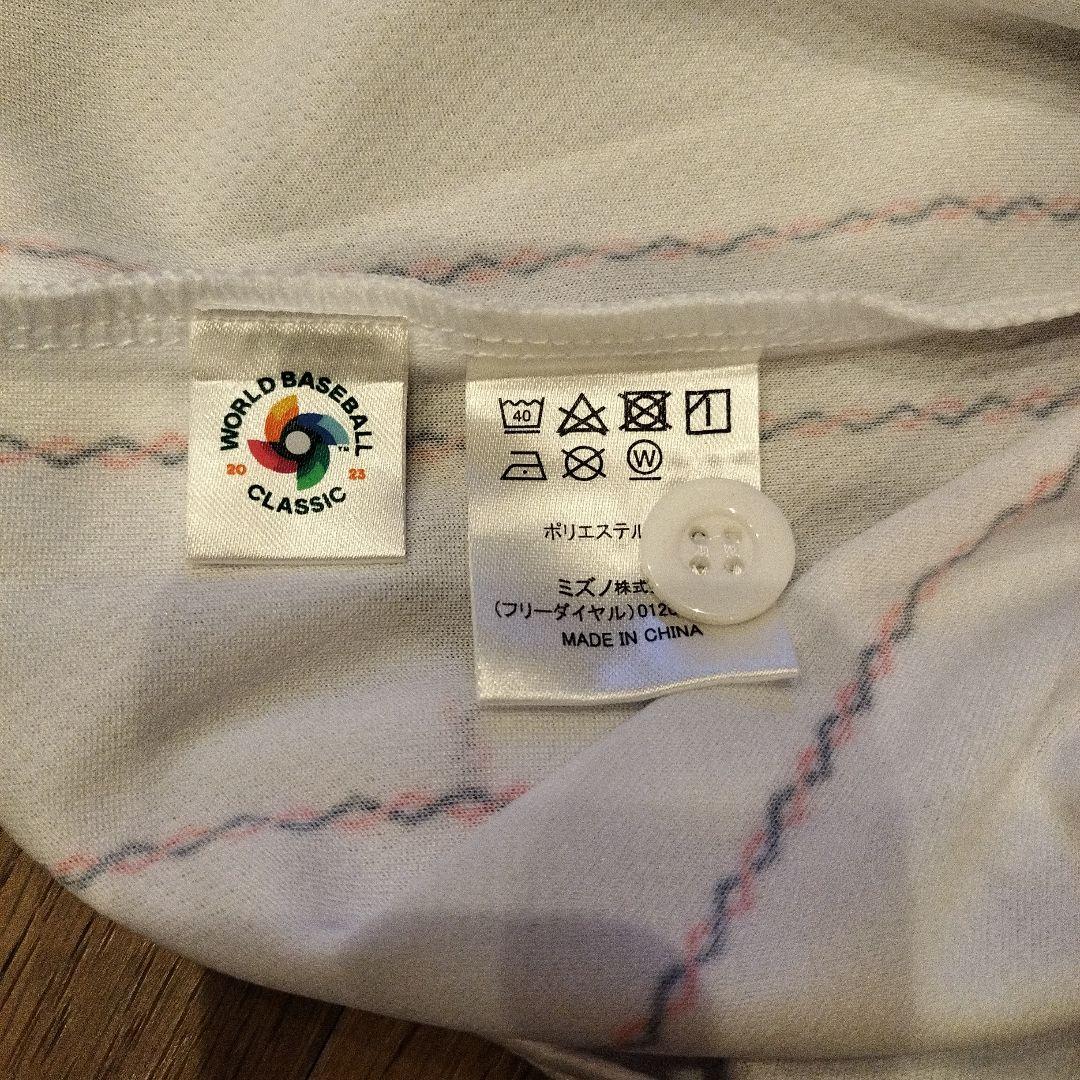 WORLD BASEBALL
20 23
CLASSIC
TM
40
W
ポリエステル
ミズノ株式
(フリーダイヤル)012
MADE IN CHINA